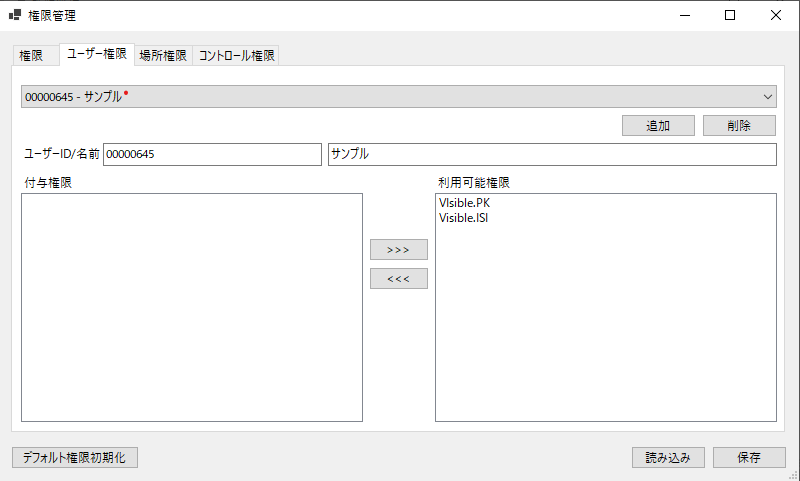 権限管理
権限 ユーザー権限 場所権限 コントロール権限
00000645 - サンプル
追加 削除
ユーザーID/名前 00000645 サンプル
付与権限 利用可能権限
VIsible.PK
Visible.ISI
>>>
<<<
デフォルト権限初期化 読み込み 保存